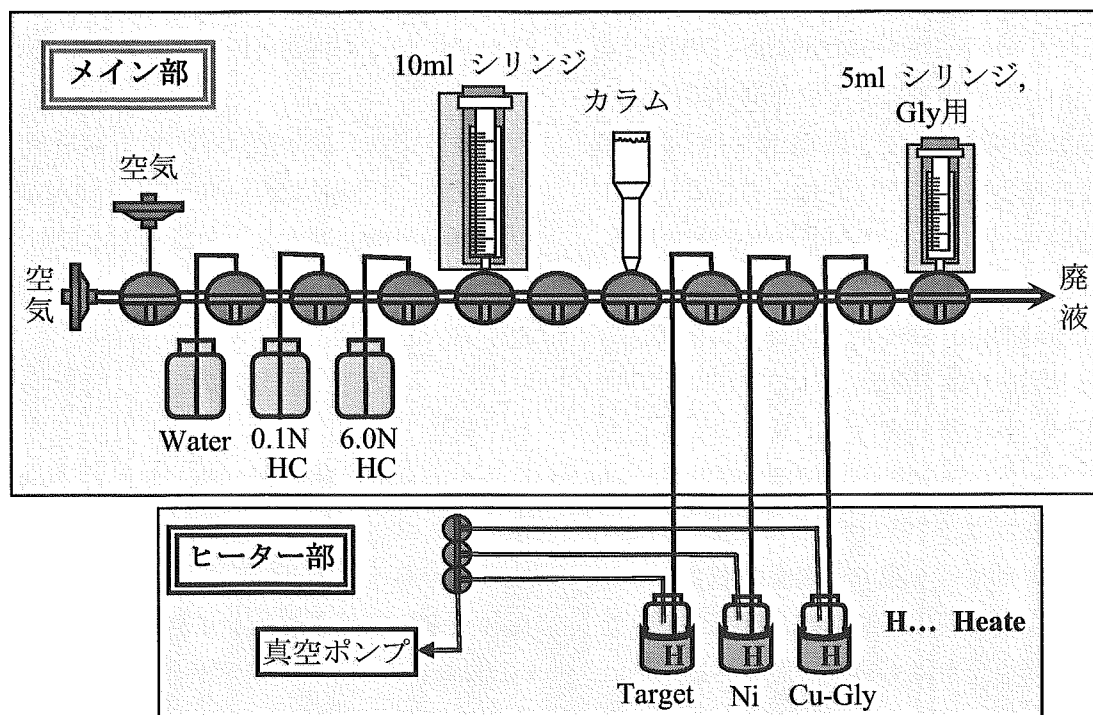 メイン部
10ml シリンジ
カラム
5ml シリンジ,
Gly用
空気
空気
廃液
Water
0.1N
HC
6.0N
HC
ヒーター部
真空ポンプ
H
H
H
H... Heate
Target
Ni
Cu-Gly